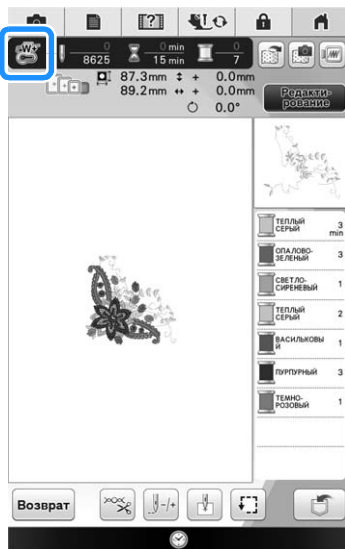 W+
0 0 min 0
8625 15 min 7
87.3mm + 0.0mm
89.2mm + 0.0mm
0.0°
Редакти-
рование
ТЕПЛЫЙ
СЕРЫЙ 3
min
ОПАЛОВО-
ЗЕЛЕНЫЙ 3
СВЕТЛО-
СИРЕНЕВЫЙ 1
ТЕПЛЫЙ
СЕРЫЙ 2
ВАСИЛЬКОВЫ
Й 1
ПУРПУРНЫЙ 3
ТЕМНО-
РОЗОВЫЙ 1
Возврат
-/+